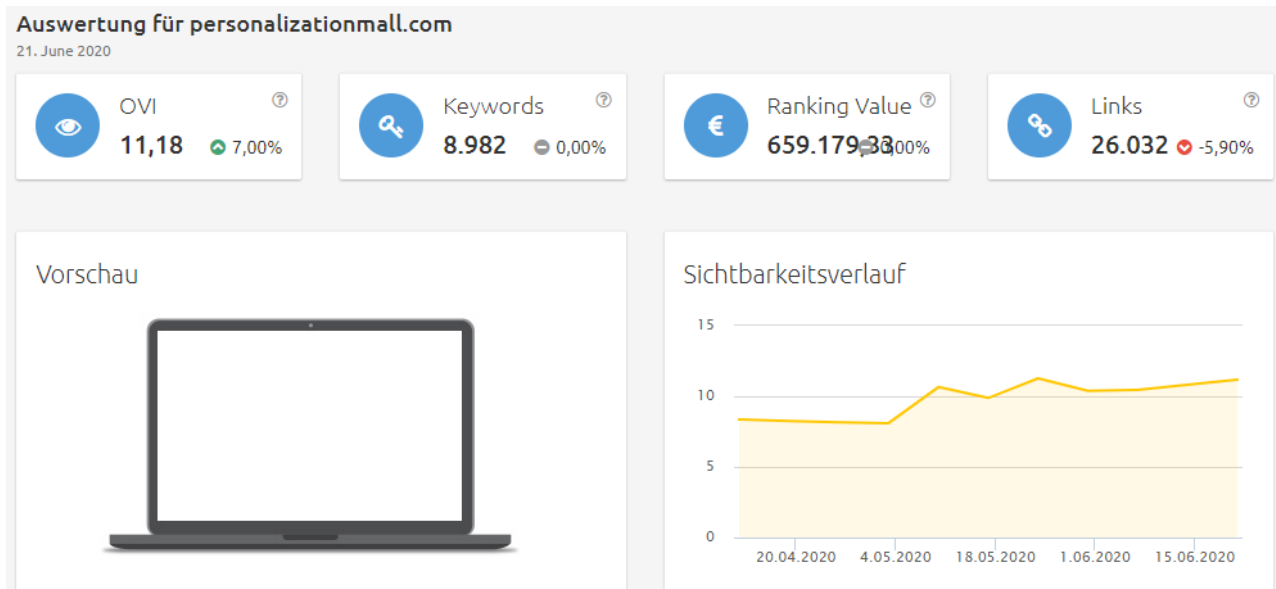 Auswertung für personalizationmall.com
21. June 2020
OVI
11,18 7,00%
Keywords
8.982 0,00%
Ranking Value
659.179,33 0,00%
Links
26.032 -5,90%
Vorschau
Sichtbarkeitsverlauf
15
10
5
0
20.04.2020 4.05.2020 18.05.2020 1.06.2020 15.06.2020